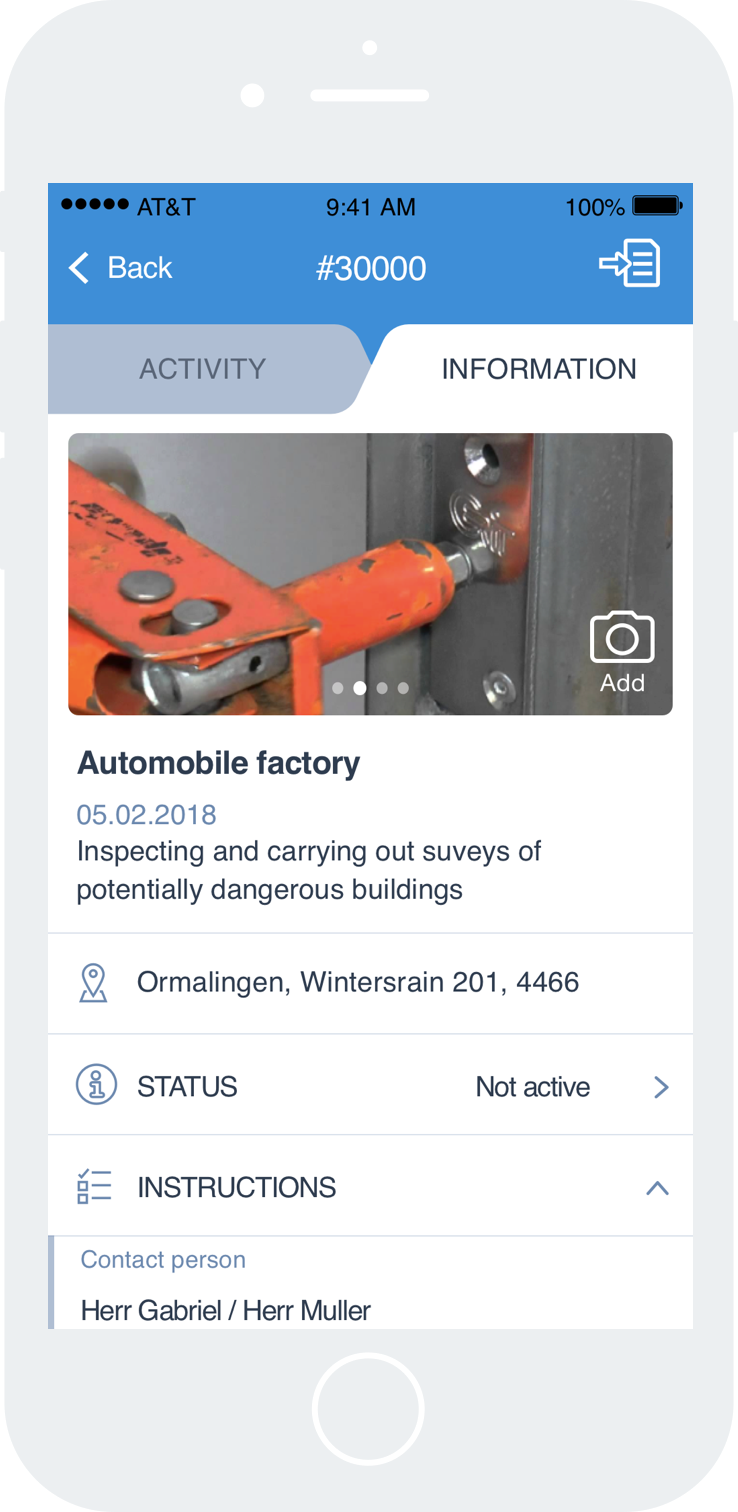 AT&T 9:41 AM 100%
Back #30000
ACTIVITY INFORMATION
Add
Automobile factory
05.02.2018
Inspecting and carrying out suveys of
potentially dangerous buildings
Ormalingen, Wintersrain 201, 4466
STATUS Not active
INSTRUCTIONS
Contact person
Herr Gabriel / Herr Muller